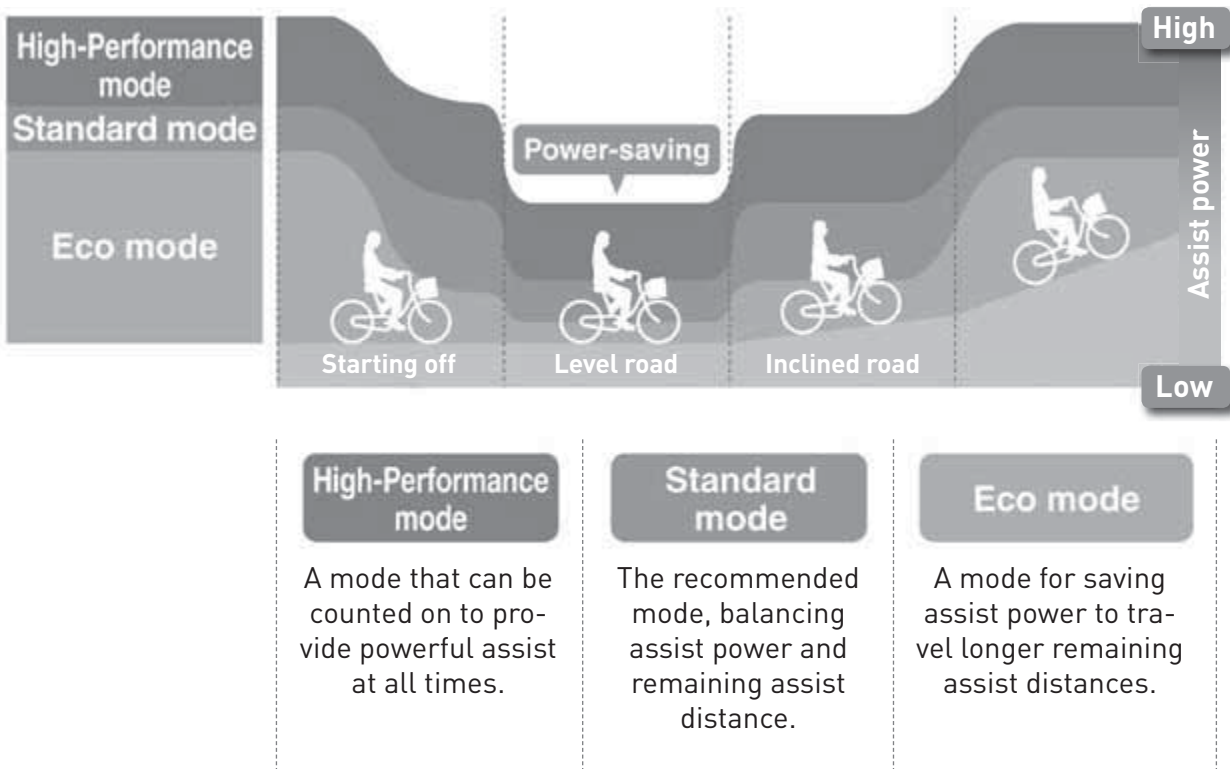 High-Performance
mode
Standard mode
Eco mode
Power-saving
Starting off
Level road
Inclined road
High
Assist power
Low
High-Performance
mode
A mode that can be
counted on to pro-
vide powerful assist
at all times.
Standard
mode
The recommended
mode, balancing
assist power and
remaining assist
distance.
Eco mode
A mode for saving
assist power to tra-
vel longer remaining
assist distances.